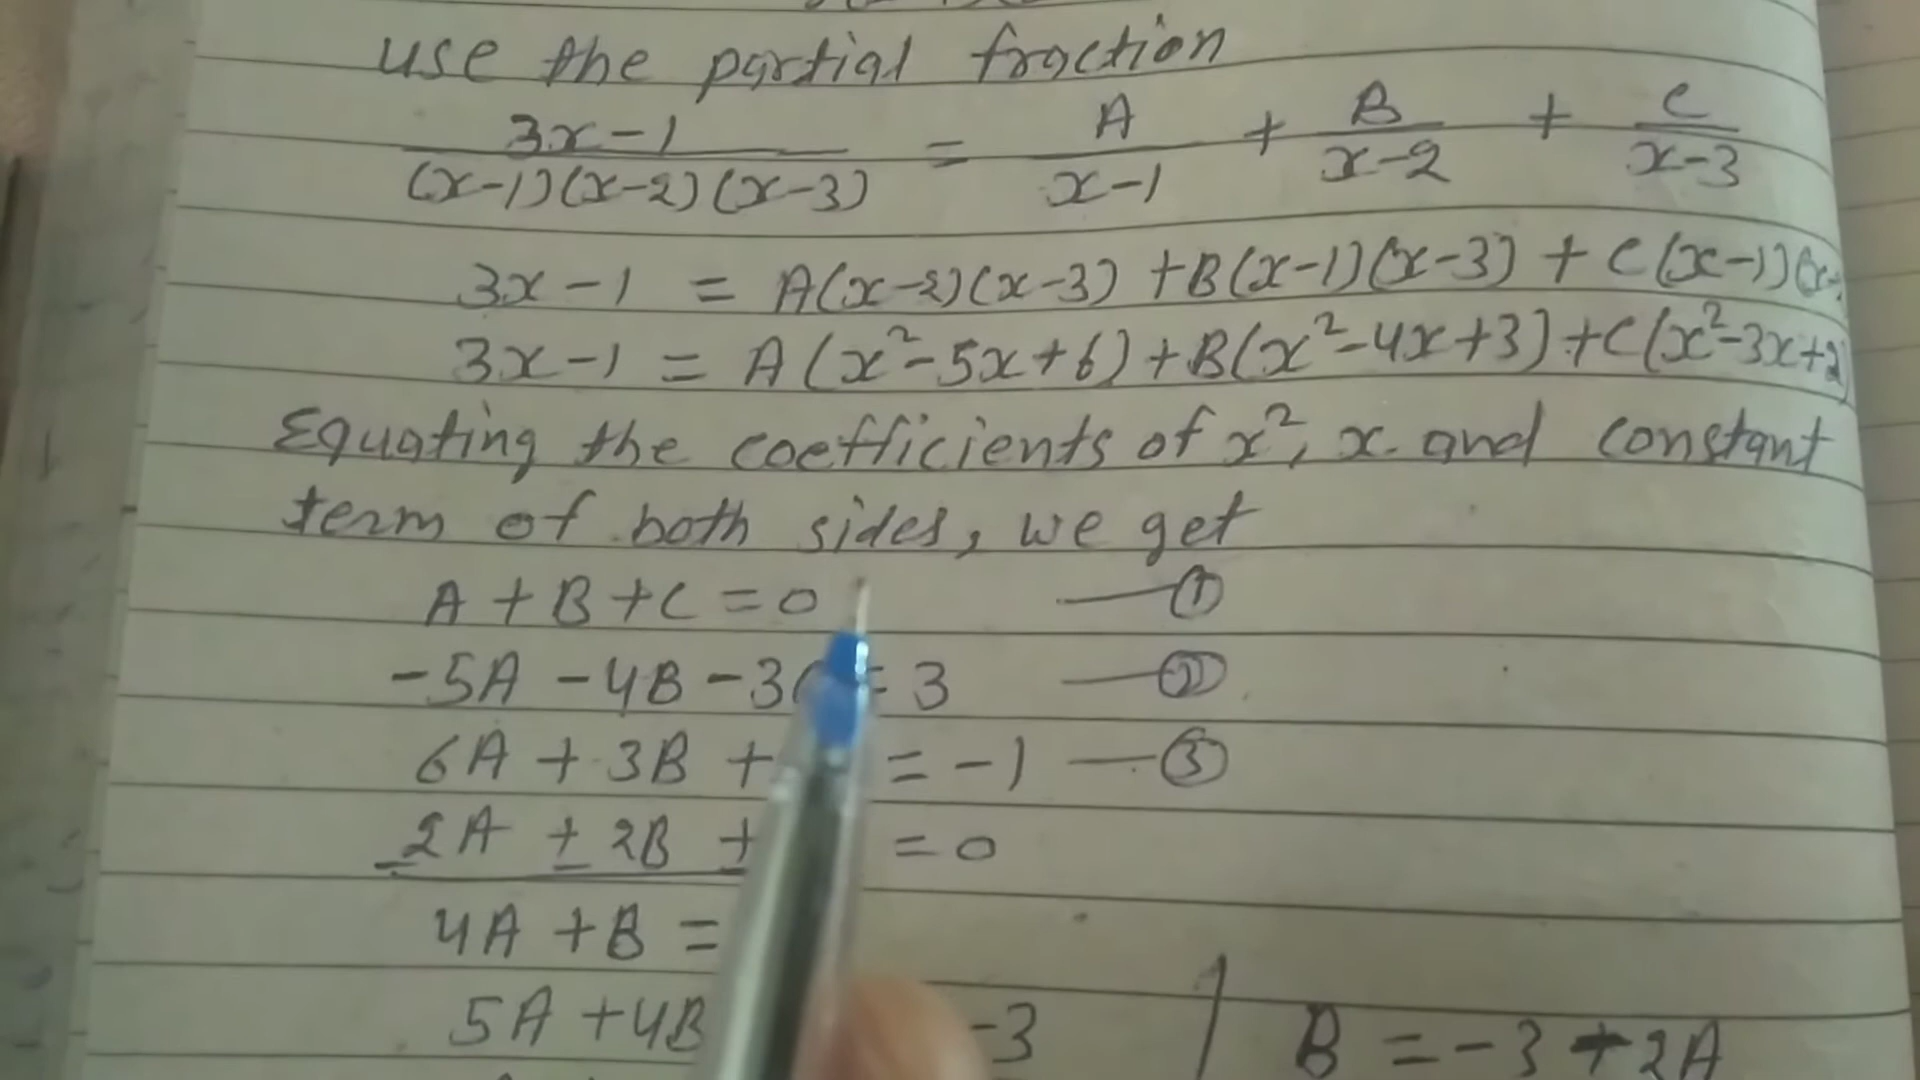 use the partial fraction
3x-1 / (x-1)(x-2)(x-3) = A / x-1 + B / x-2 + C / x-3
3x-1 = A(x-2)(x-3) + B(x-1)(x-3) + C(x-1)(x-
3x-1 = A(x²-5x+6) + B(x²-4x+3) + C(x²-3x+2)
Equating the coefficients of x², x and constant
term of both sides, we get
A + B + C = 0 —①
-5A - 4B - 3 = 3 —②
6A + 3B + = -1 —③
2A ± 2B ± = 0
4A + B =
5A + 4B -3
B = -3 + 2A